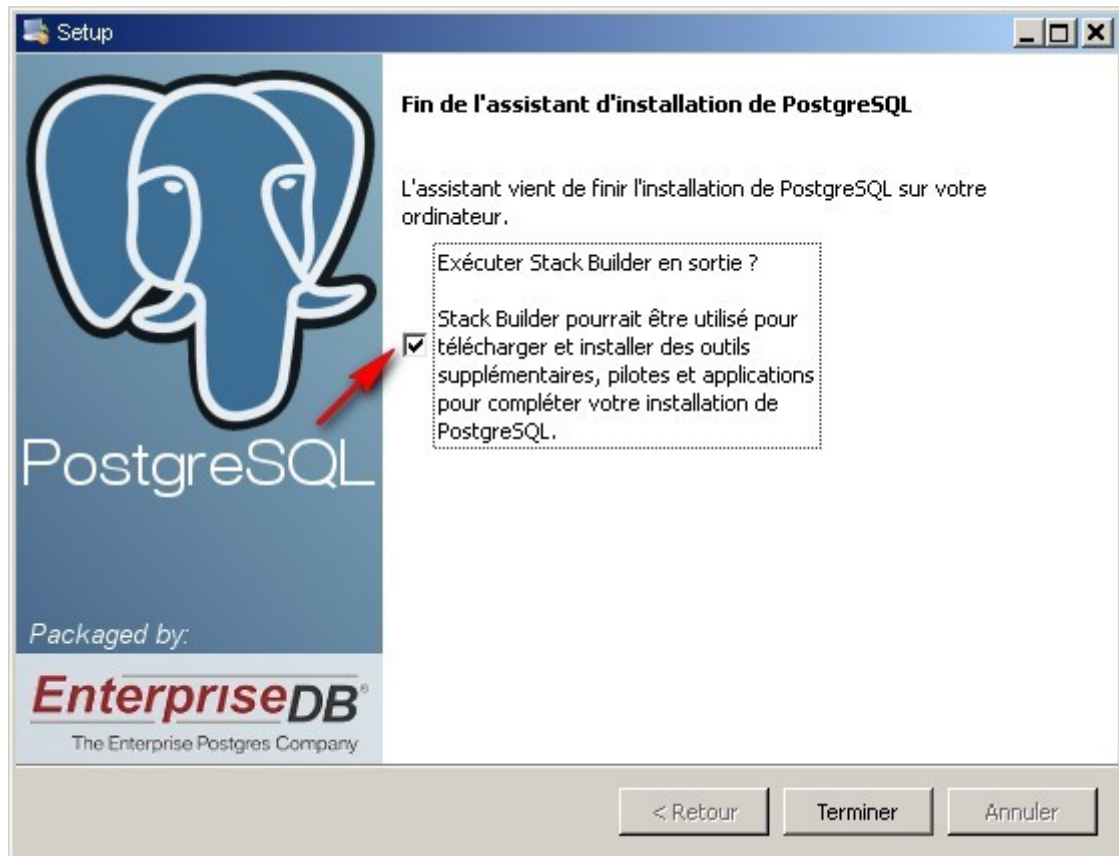 Setup
Fin de l'assistant d'installation de PostgreSQL
L'assistant vient de finir l'installation de PostgreSQL sur votre
ordinateur.
Exécuter Stack Builder en sortie ?
Stack Builder pourrait être utilisé pour
télécharger et installer des outils
supplémentaires, pilotes et applications
pour compléter votre installation de
PostgreSQL.
PostgreSQL
Packaged by:
EnterpriseDB®
The Enterprise Postgres Company
< Retour
Terminer
Annuler